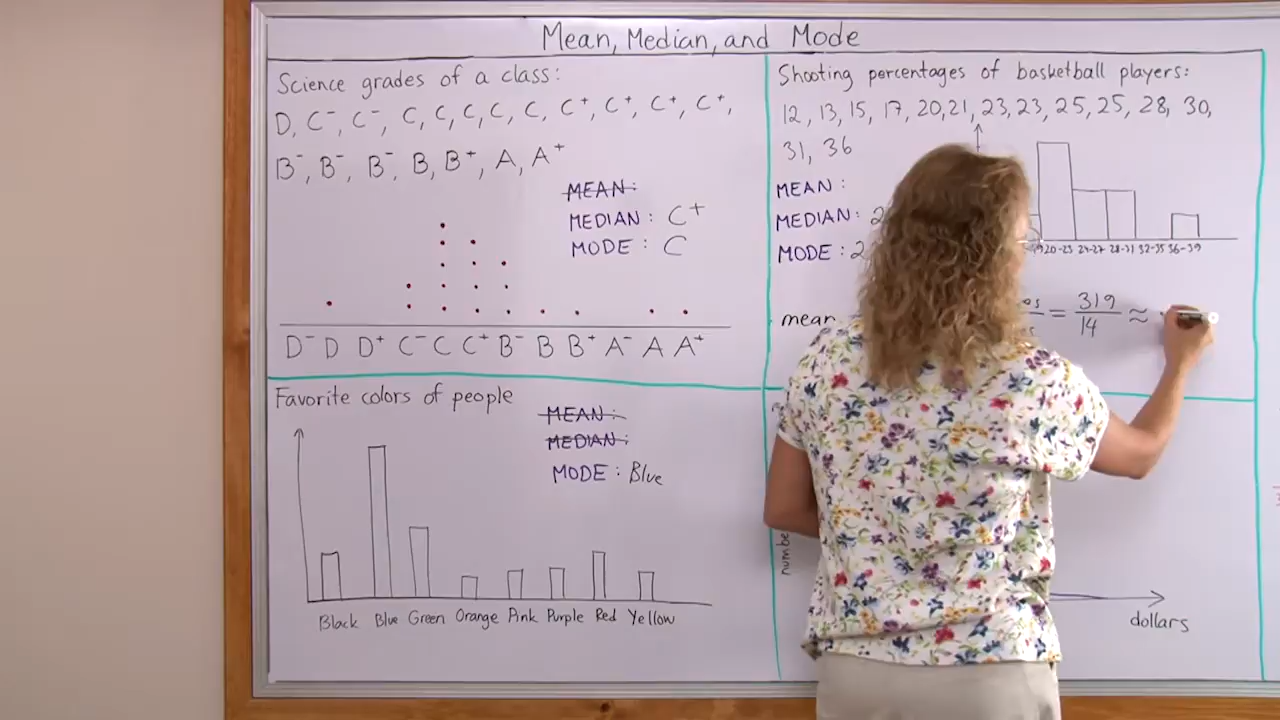 Mean, Median, and Mode
Science grades of a class:
D, C⁻, C⁻, C, C, C, C, C, C⁺, C⁺, C⁺, C⁺,
B⁻, B⁻, B⁻, B, B⁺, A, A⁺
MEAN:
MEDIAN: C⁺
MODE: C
D⁻ D D⁺ C⁻ C C⁺ B⁻ B B⁺ A⁻ A A⁺
Favorite colors of people
MEAN:
MEDIAN:
MODE: Blue
Black Blue Green Orange Pink Purple Red Yellow
Shooting percentages of basketball players:
12, 13, 15, 17, 20, 21, 23, 23, 25, 25, 28, 30,
31, 36
MEAN:
MEDIAN: 2
MODE: 2
20-23 24-27 28-31 32-35 36-39
mean
= 319/14 ≈
dollars